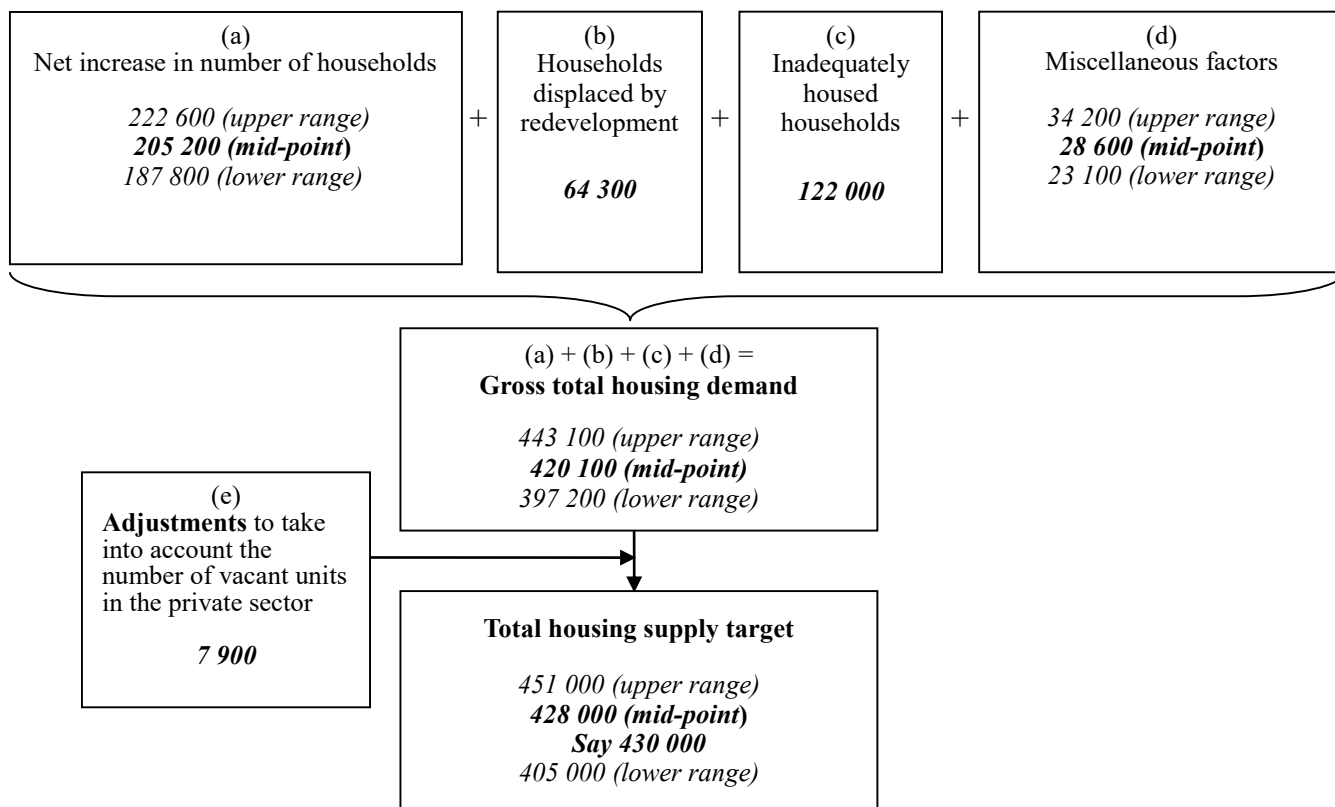 (a)
Net increase in number of households
222 600 (upper range)
205 200 (mid-point)
187 800 (lower range)
+
(b)
Households
displaced by
redevelopment
64 300
+
(c)
Inadequately
housed
households
122 000
+
(d)
Miscellaneous factors
34 200 (upper range)
28 600 (mid-point)
23 100 (lower range)
(a) + (b) + (c) + (d) =
Gross total housing demand
443 100 (upper range)
420 100 (mid-point)
397 200 (lower range)
(e)
Adjustments to take
into account the
number of vacant units
in the private sector
7 900
Total housing supply target
451 000 (upper range)
428 000 (mid-point)
Say 430 000
405 000 (lower range)